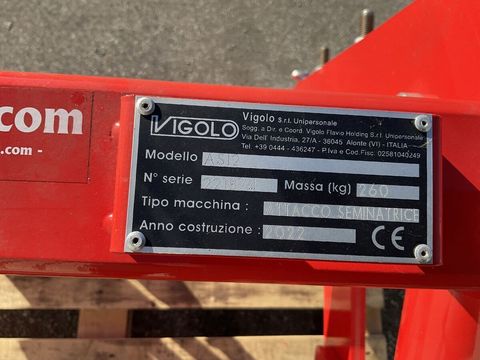 .com
.com -
VIGOLO
Vigolo S.r.l. Unipersonale
Sogg. a Dir. e Coord. Vigolo Flavio Holding S.r.l. Unipersonale
Via Dell' Industria, 27/A - 36045 Alonte (VI) - ITALIA
Tel. +39 0444 - 436247 - P.Iva e Cod.Fisc. 02581040249
Modello AS12
N° serie Massa (kg) 260
Tipo macchina : ATTACCO SEMINATRICE
Anno costruzione : 2022
CE